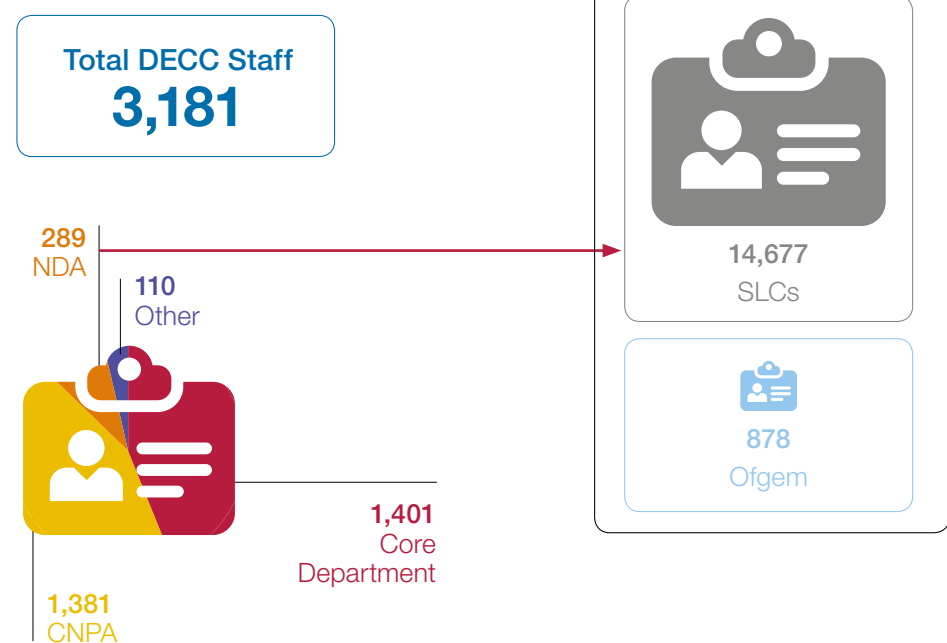 Total DECC Staff
3,181
289
NDA
110
Other
1,401
Core
Department
1,381
CNPA
14,677
SLCs
878
Ofgem